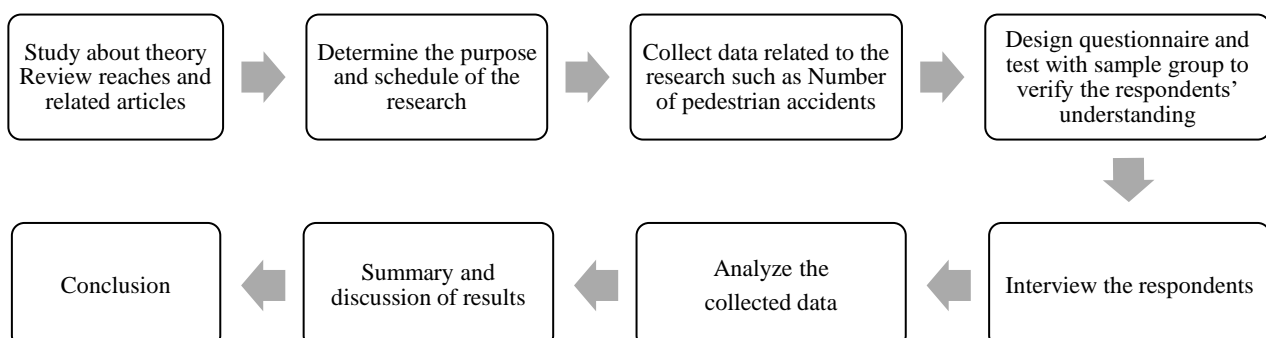 Study about theory
Review reaches and
related articles
Determine the purpose
and schedule of the
research
Collect data related to the
research such as Number
of pedestrian accidents
Design questionnaire and
test with sample group to
verify the respondents’
understanding
Interview the respondents
Analyze the
collected data
Summary and
discussion of results
Conclusion